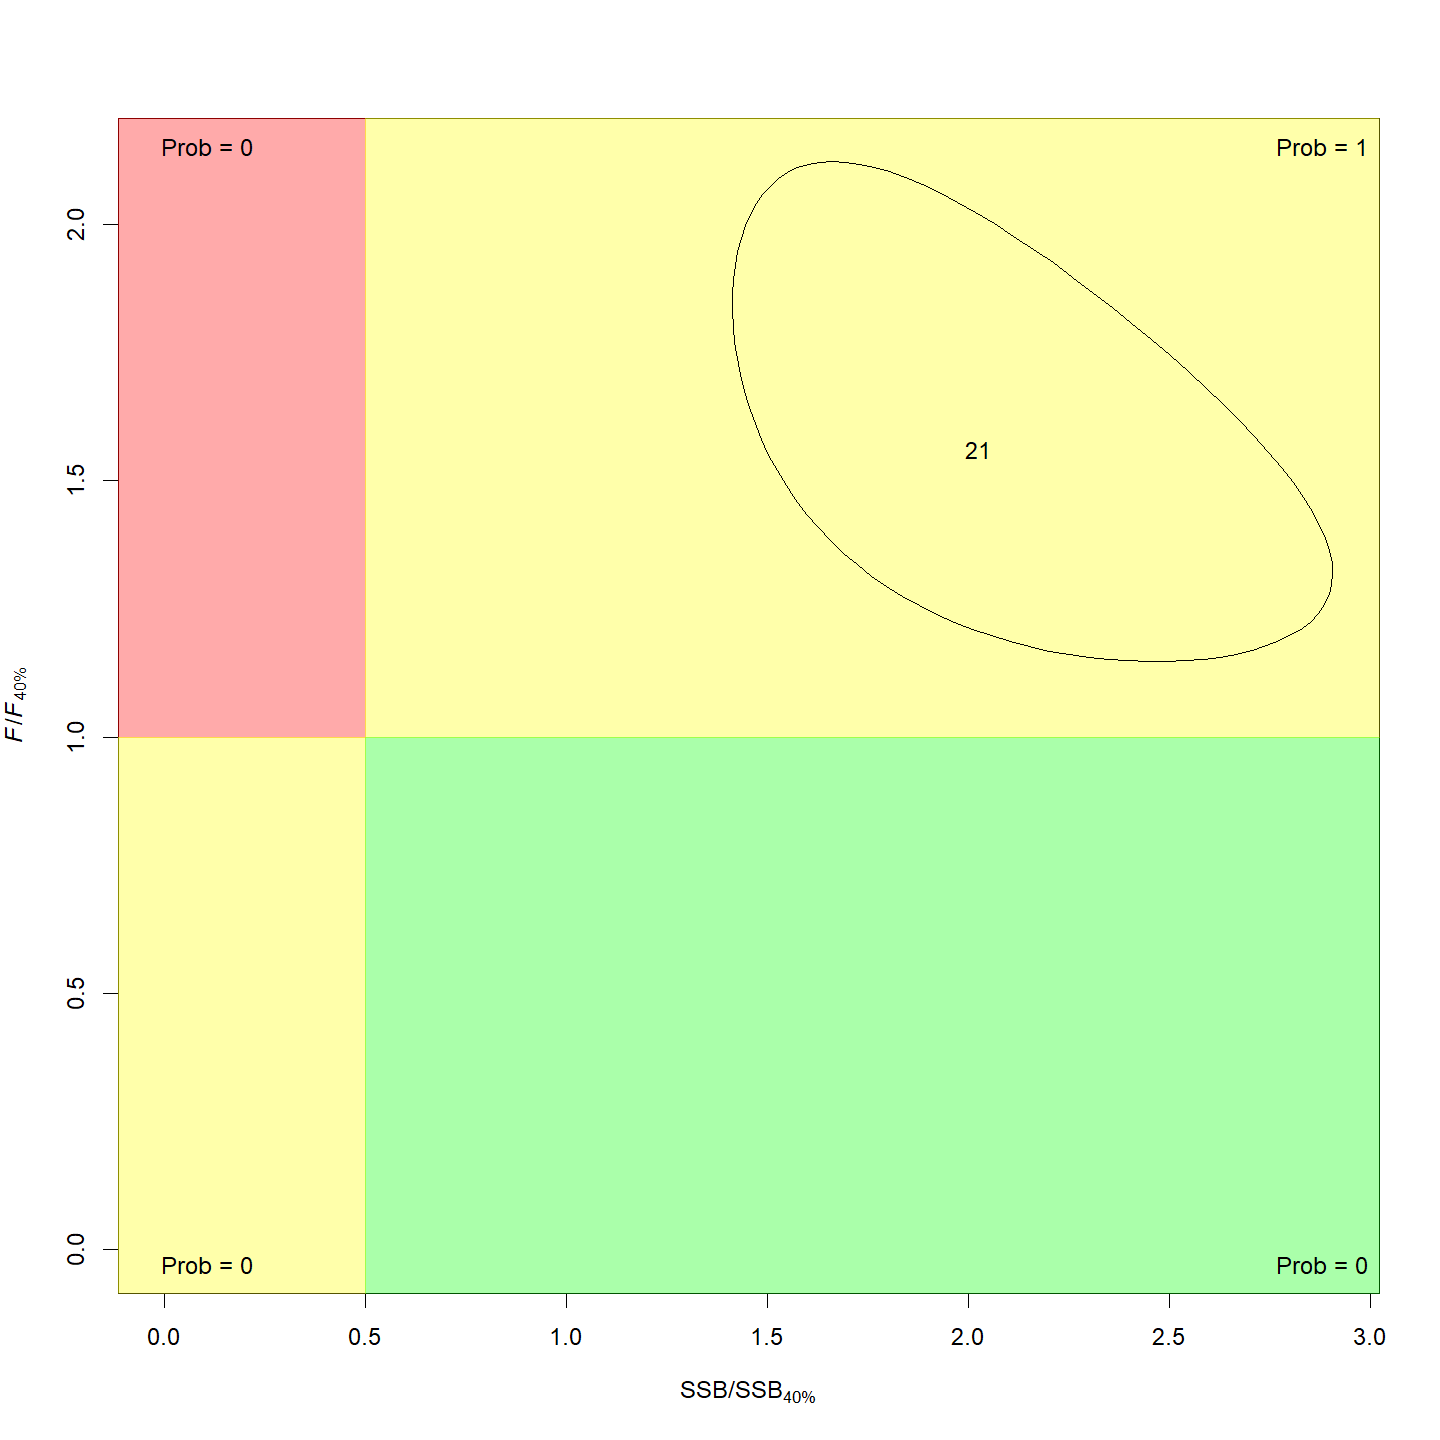 Prob = 0
Prob = 1
2.0
21
1.5
F/F40%
1.0
0.5
0.0
Prob = 0
Prob = 0
0.0 0.5 1.0 1.5 2.0 2.5 3.0
SSB/SSB40%